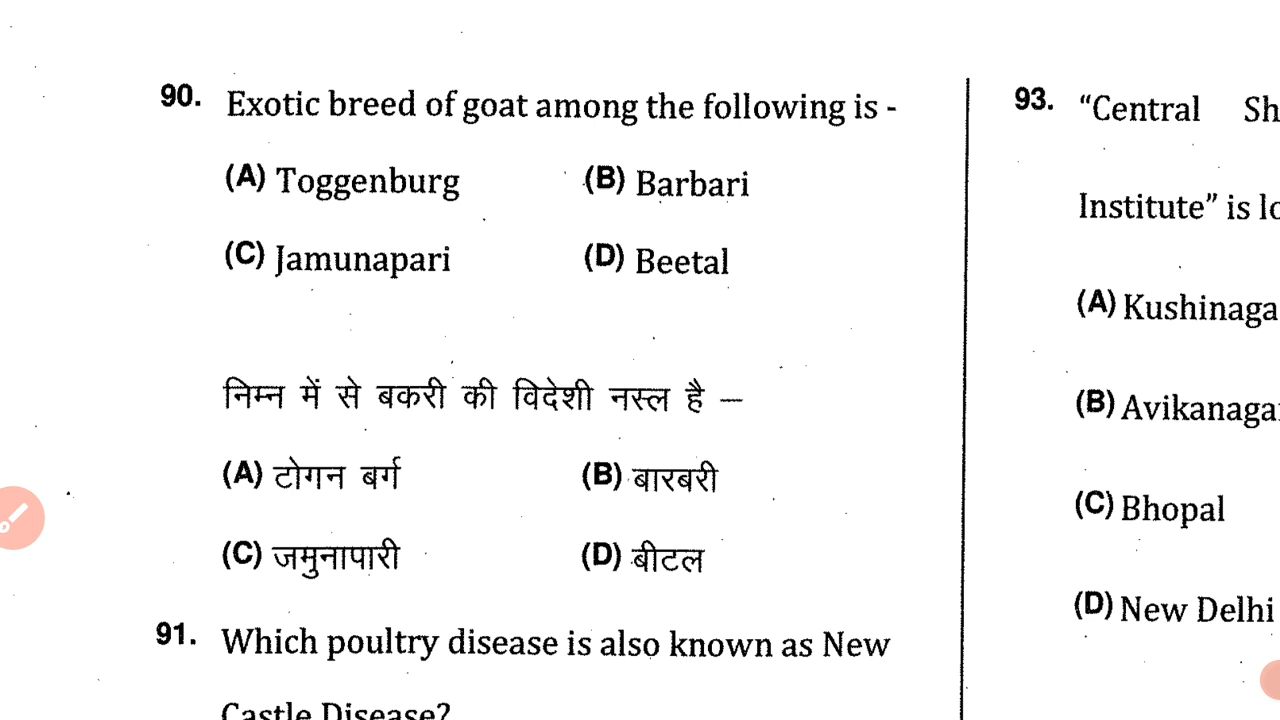 90. Exotic breed of goat among the following is -
(A) Toggenburg (B) Barbari
(C) Jamunapari (D) Beetal
निम्न में से बकरी की विदेशी नस्ल है –
(A) टोगन बर्ग (B) बारबरी
(C) जमुनापारी (D) बीटल
91. Which poultry disease is also known as New
Castle Disease?
93. “Central
Institute” is
(A)
(B)
(C) Bhopal
(D) New Delhi